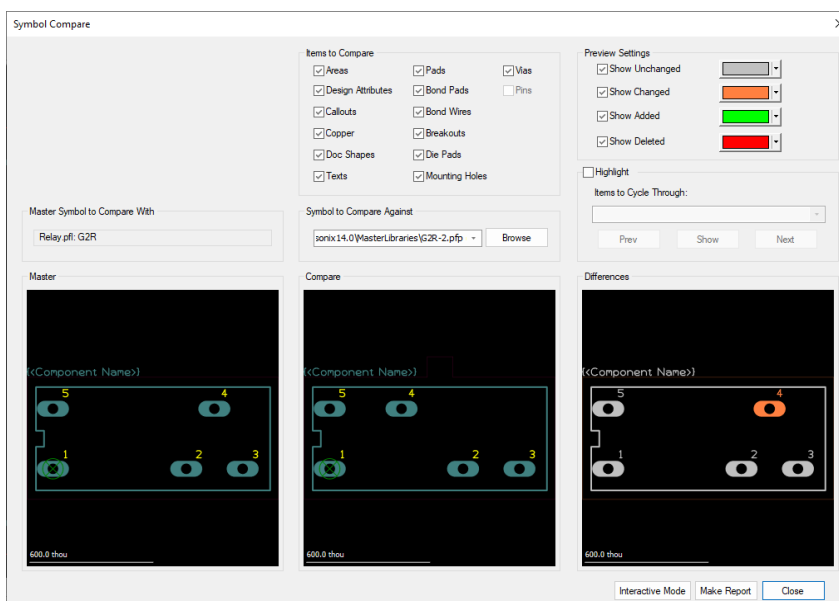 Symbol Compare
Items to Compare
Areas
Pads
Vias
Design Attributes
Bond Pads
Pins
Callouts
Bond Wires
Copper
Breakouts
Doc Shapes
Die Pads
Texts
Mounting Holes
Preview Settings
Show Unchanged
Show Changed
Show Added
Show Deleted
Highlight
Items to Cycle Through:
Prev
Show
Next
Master Symbol to Compare With
Relay.pfl: G2R
Symbol to Compare Against
sonix14.0\MasterLibraries\G2R-2.pfp
Browse
Master
{<Component Name>}
5
4
1
2
3
600.0 thou
Compare
{<Component Name>}
5
4
1
2
3
600.0 thou
Differences
{<Component Name>}
5
4
1
2
3
600.0 thou
Interactive Mode
Make Report
Close